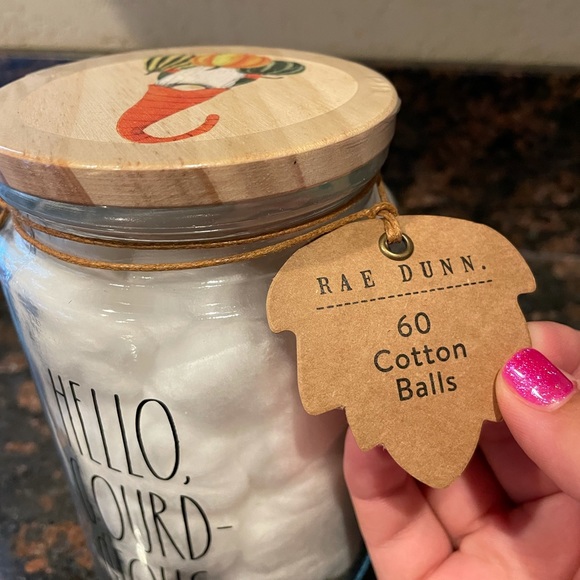 RAE DUNN.
60
Cotton
Balls
HELLO,
GOURD-